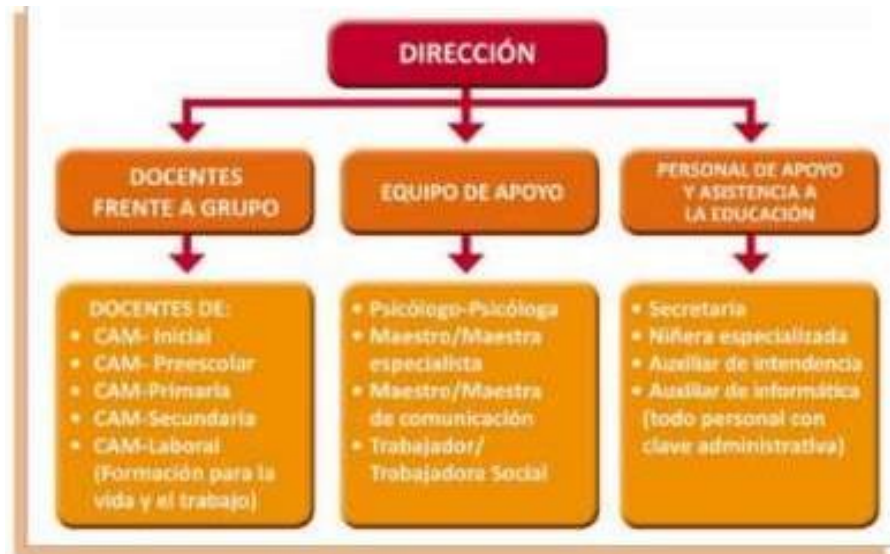 DIRECCIÓN
DOCENTES
FRENTE A GRUPO
EQUIPO DE APOYO
PERSONAL DE APOYO
Y ASISTENCIA A
LA EDUCACIÓN
DOCENTES DE:
• CAM- Inicial
• CAM- Preescolar
• CAM-Primaria
• CAM-Secundaria
• CAM-Laboral
(Formación para la
vida y el trabajo)
• Psicólogo-Psicóloga
• Maestro/Maestra
especialista
• Maestro/Maestra
de comunicación
• Trabajador/
Trabajadora Social
• Secretaria
• Niñera especializada
• Auxiliar de intendencia
• Auxiliar de informática
(todo personal con
clave administrativa)